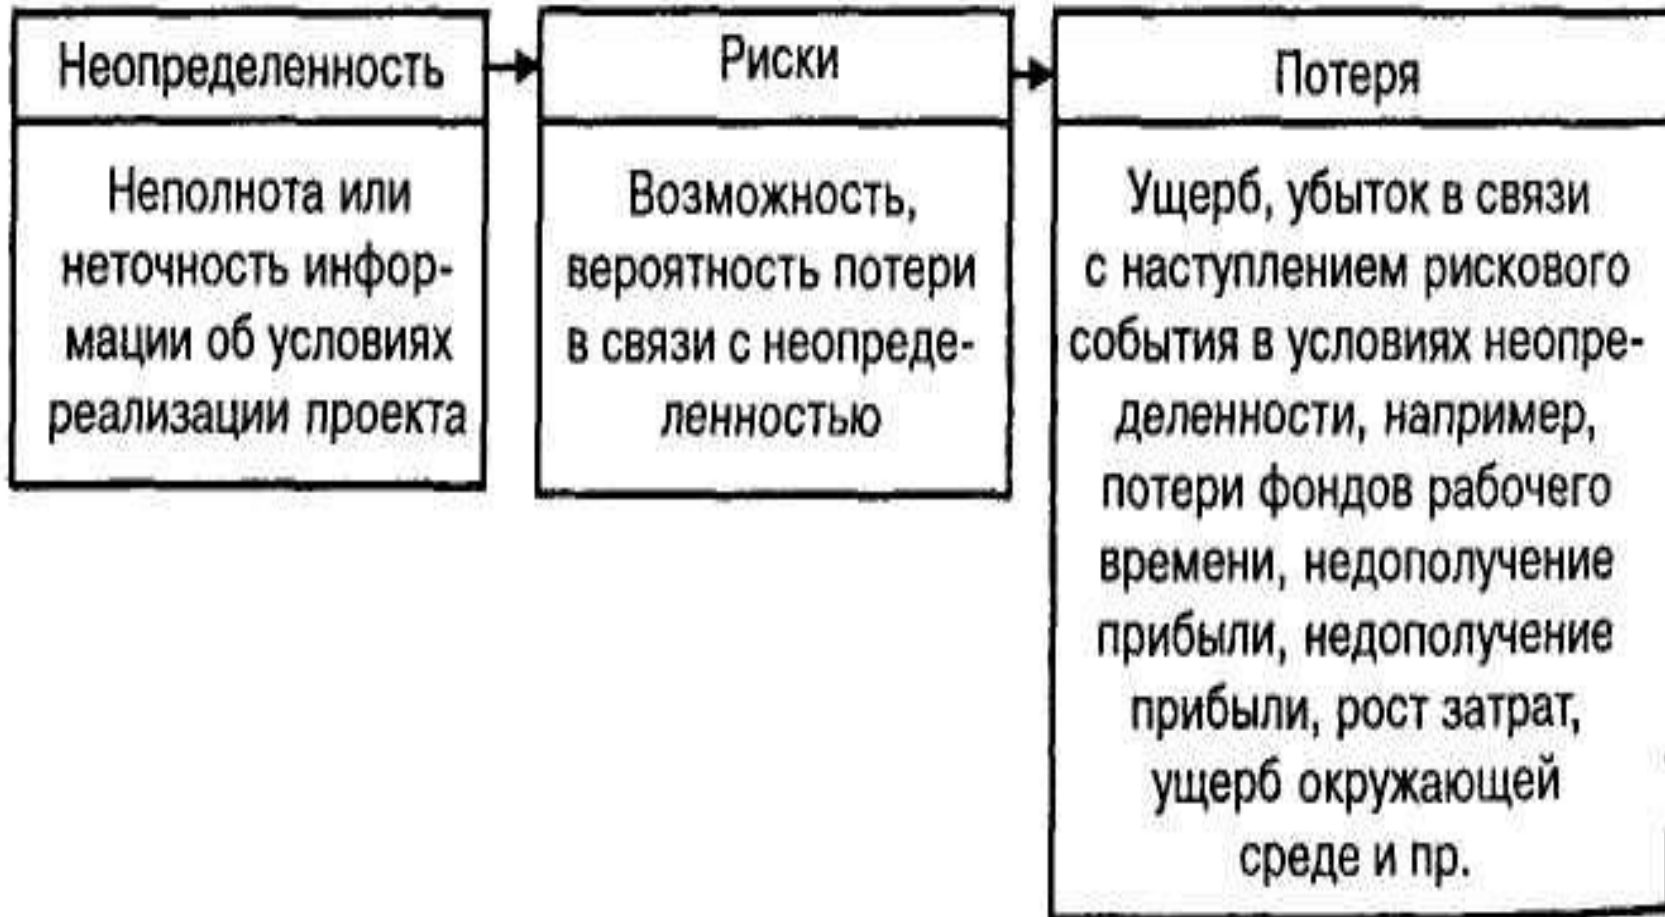 Неопределенность
Неполнота или
неточность инфор-
мации об условиях
реализации проекта
Риски
Возможность,
вероятность потери
в связи с неопреде-
ленностью
Потеря
Ущерб, убыток в связи
с наступлением рискового
события в условиях неопре-
деленности, например,
потери фондов рабочего
времени, недополучение
прибыли, недополучение
прибыли, рост затрат,
ущерб окружающей
среде и пр.